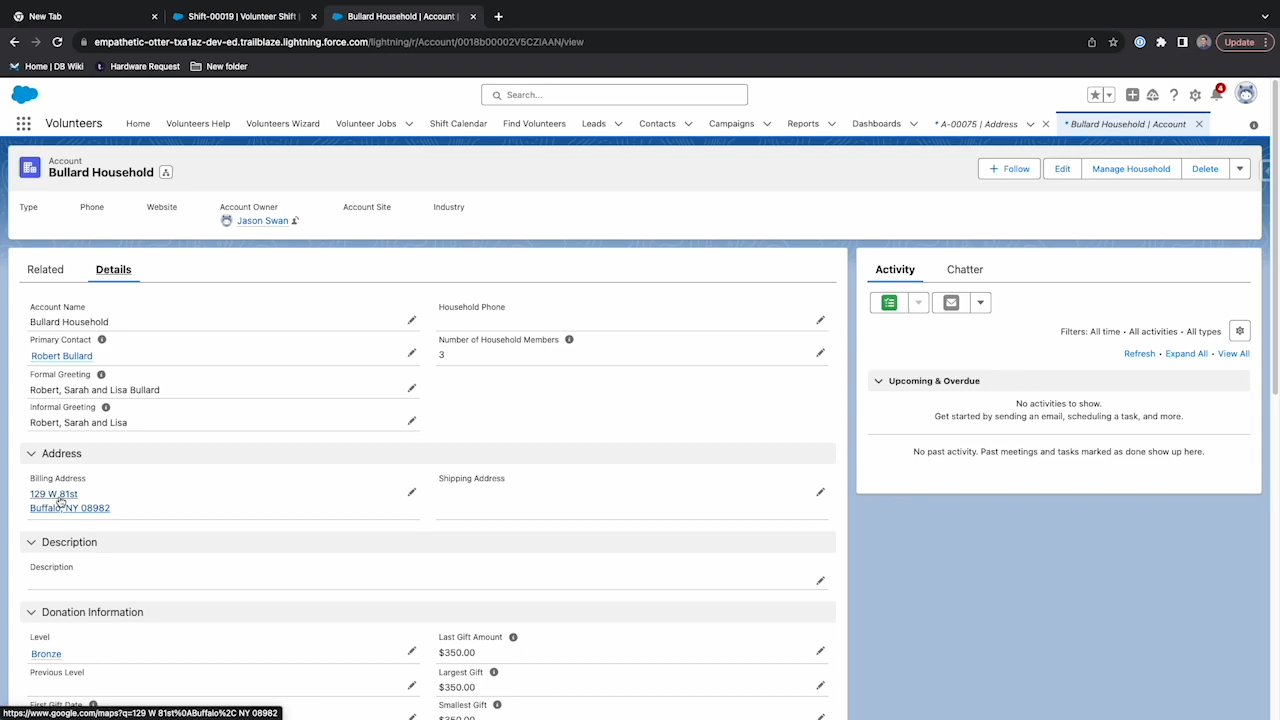 New Tab
Shift-00019 | Volunteer Shift
Bullard Household | Account |
empathetic-otter-txa1az-dev-ed.trailblaze.lightning.force.com/lightning/r/Account/0018b00002V5CZIAAN/view
Update
Home | DB Wiki
Hardware Request
New folder
Search...
4
Volunteers
Home
Volunteers Help
Volunteers Wizard
Volunteer Jobs
Shift Calendar
Find Volunteers
Leads
Contacts
Campaigns
Reports
Dashboards
* A-00075 | Address
* Bullard Household | Account
Account
Bullard Household
+ Follow
Edit
Manage Household
Delete
Type
Phone
Website
Account Owner
Jason Swan
Account Site
Industry
Related
Details
Account Name
Bullard Household
Household Phone
Primary Contact
Robert Bullard
Number of Household Members
3
Formal Greeting
Robert, Sarah and Lisa Bullard
Informal Greeting
Robert, Sarah and Lisa
Address
Billing Address
129 W 81st
Buffalo, NY 08982
Shipping Address
Description
Description
Donation Information
Level
Bronze
Last Gift Amount
$350.00
Previous Level
Largest Gift
$350.00
First Gift Date
Smallest Gift
$350.00
Activity
Chatter
Filters: All time • All activities • All types
Refresh • Expand All • View All
Upcoming & Overdue
No activities to show.
Get started by sending an email, scheduling a task, and more.
No past activity. Past meetings and tasks marked as done show up here.
https://www.google.com/maps?q=129 W 81st%0ABuffalo%2C NY 08982